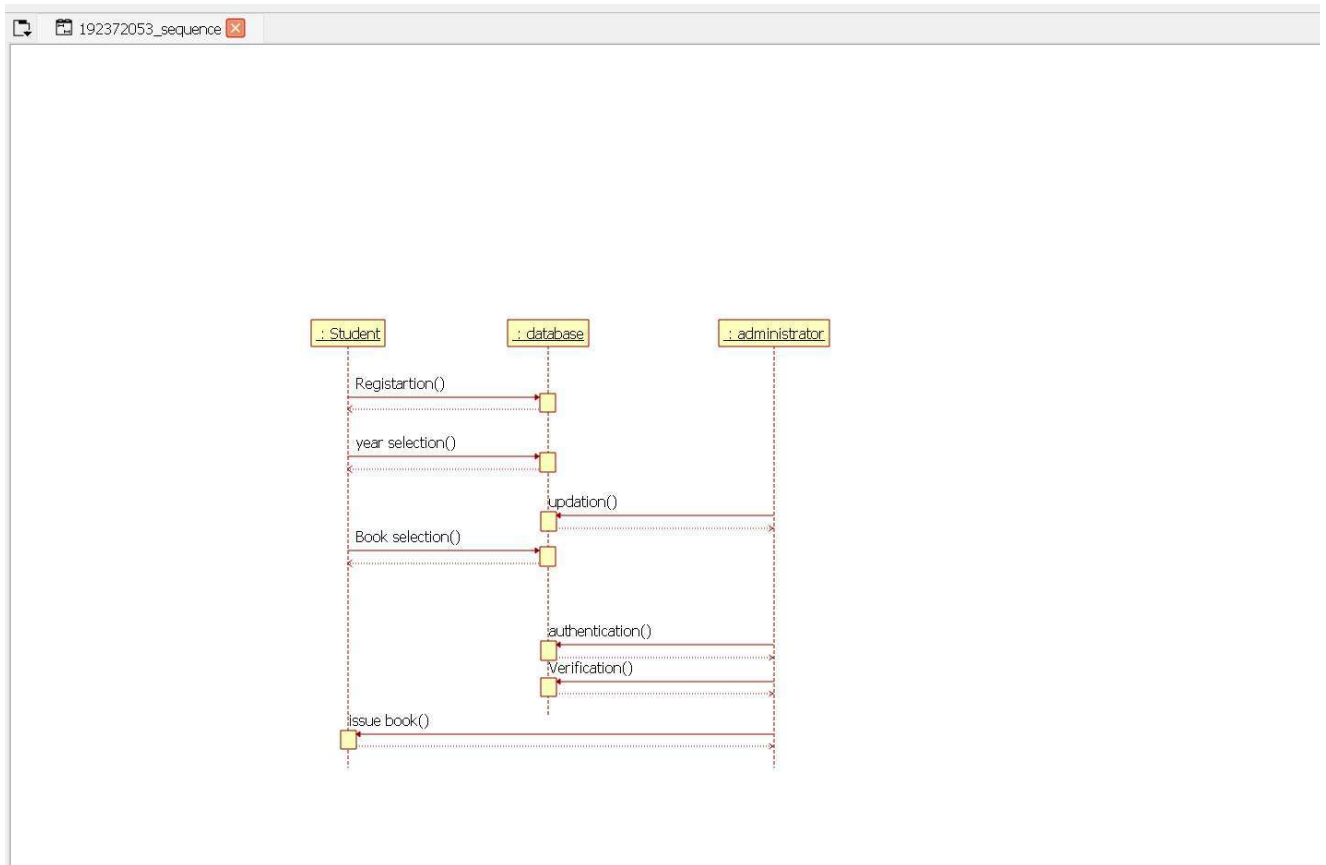 192372053_sequence
: Student
: database
: administrator
Registartion()
year selection()
updation()
Book selection()
authentication()
Verification()
issue book()